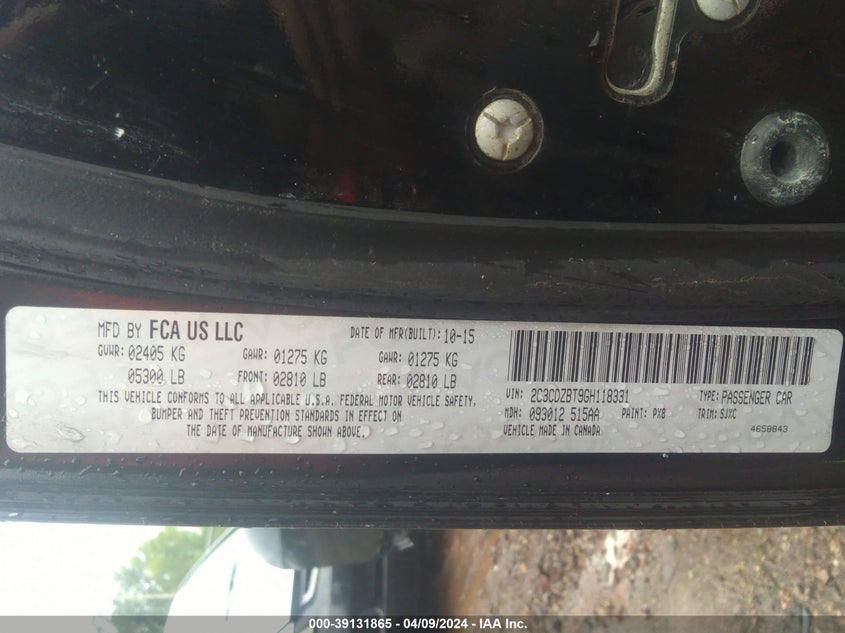 MFD BY FCA US LLC DATE OF MFR(BUILT): 10-15
GVWR: 02405 KG GAWR: 01275 KG GAWR: 01275 KG
05300 LB FRONT: 02810 LB REAR: 02810 LB
THIS VEHICLE CONFORMS TO ALL APPLICABLE U.S.A. FEDERAL MOTOR VEHICLE SAFETY,
BUMPER AND THEFT PREVENTION STANDARDS IN EFFECT ON
THE DATE OF MANUFACTURE SHOWN ABOVE.
VIN: 2C3CDZBT9GH118331 TYPE: PASSENGER CAR
MDH: 093012 515AA PAINT: PX8 TRIM: SJXC
VEHICLE MADE IN CANADA 4658843
000-39131865 - 04/09/2024 - IAA Inc.